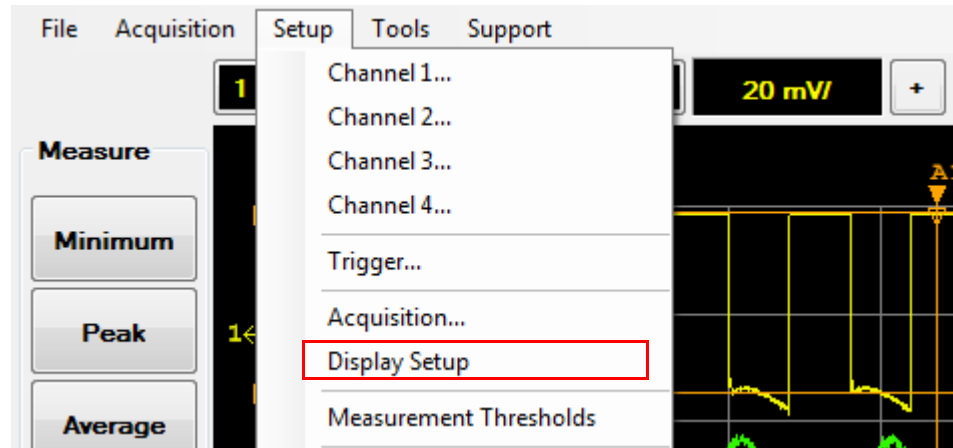 File Acquisition Setup Tools Support
Channel 1...
1 20 mV/ +
Channel 2...
Measure
Channel 3...
Channel 4...
Minimum
Trigger...
Peak
1
Acquisition...
Display Setup
Average
Measurement Thresholds